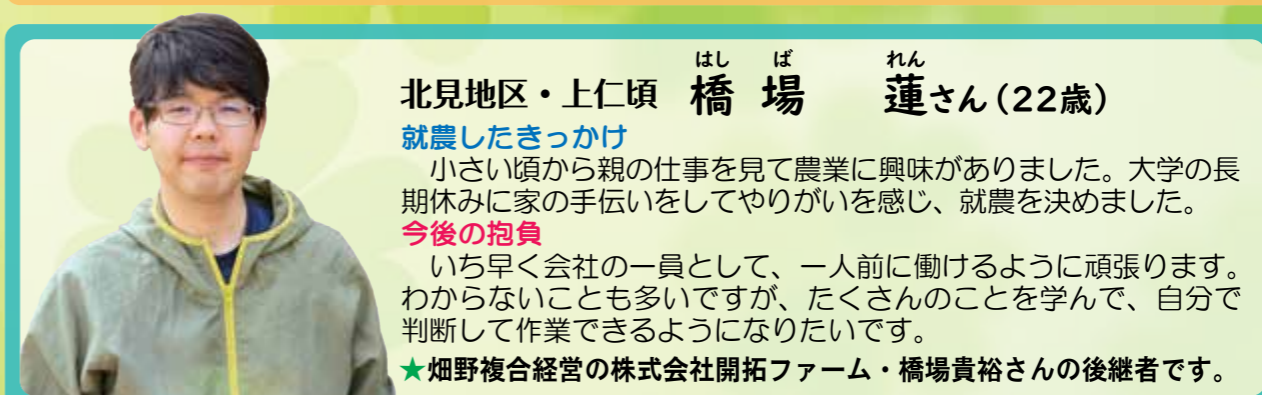 はし ば れん
北見地区・上仁頃 橋場 蓮さん(22歳)
就農したきっかけ
小さい頃から親の仕事を見て農業に興味がありました。大学の長
期休みに家の手伝いをしてやりがいを感じ、就農を決めました。
今後の抱負
いち早く会社の一員として、一人前に働けるように頑張ります。
わからないことも多いですが、たくさんのことを学んで、自分で
判断して作業できるようになりたいです。
★畑野複合経営の株式会社開拓ファーム・橋場貴裕さんの後継者です。